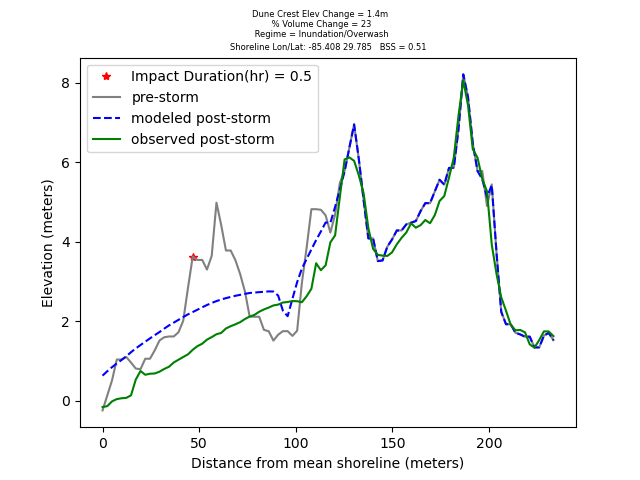 Dune Crest Elev Change = 1.4m
% Volume Change = 23
Regime = Inundation/Overwash
Shoreline Lon/Lat: -85.408 29.785 BSS = 0.51
Impact Duration(hr) = 0.5
pre-storm
modeled post-storm
observed post-storm
8
6
4
2
0
Elevation (meters)
0 50 100 150 200
Distance from mean shoreline (meters)